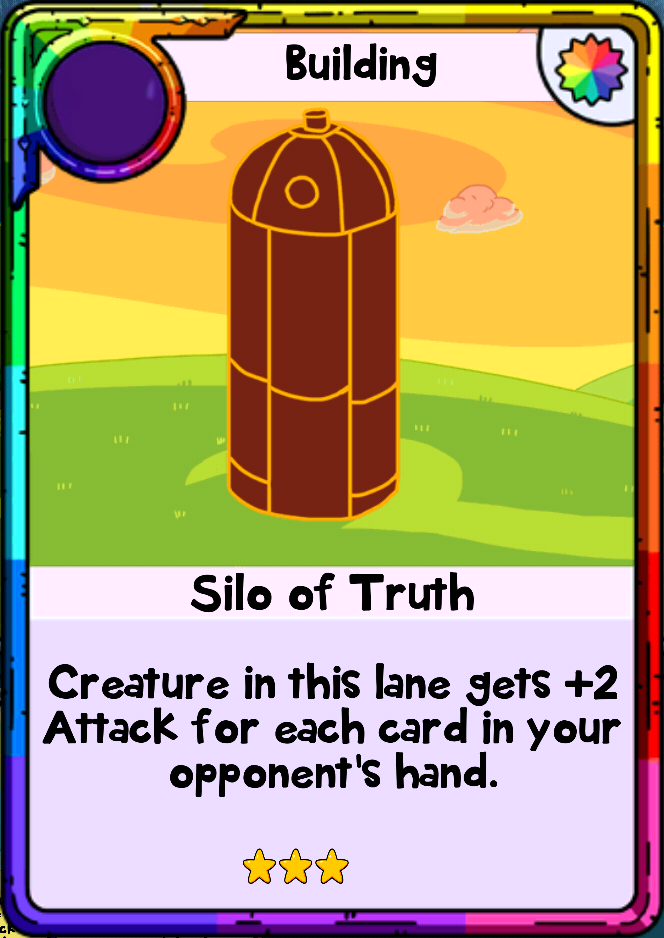 Building
Silo of Truth
Creature in this lane gets +2
Attack for each card in your
opponent's hand.